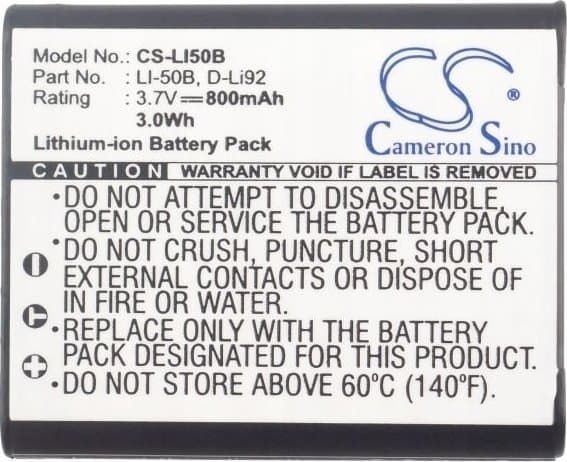 Model No.: CS-LI50B
Part No. : LI-50B, D-Li92
Rating : 3.7V⎓800mAh
3.0Wh
Lithium-ion Battery Pack
CS
®
Cameron Sino
CAUTION WARRANTY VOID IF LABEL IS REMOVED
•DO NOT ATTEMPT TO DISASSEMBLE,
OPEN OR SERVICE THE BATTERY PACK.
•DO NOT CRUSH, PUNCTURE, SHORT
EXTERNAL CONTACTS OR DISPOSE OF
IN FIRE OR WATER.
•REPLACE ONLY WITH THE BATTERY
PACK DESIGNATED FOR THE PRODUCT.
•DO NOT STORE ABOVE 60°C (140°F).
-
C
+